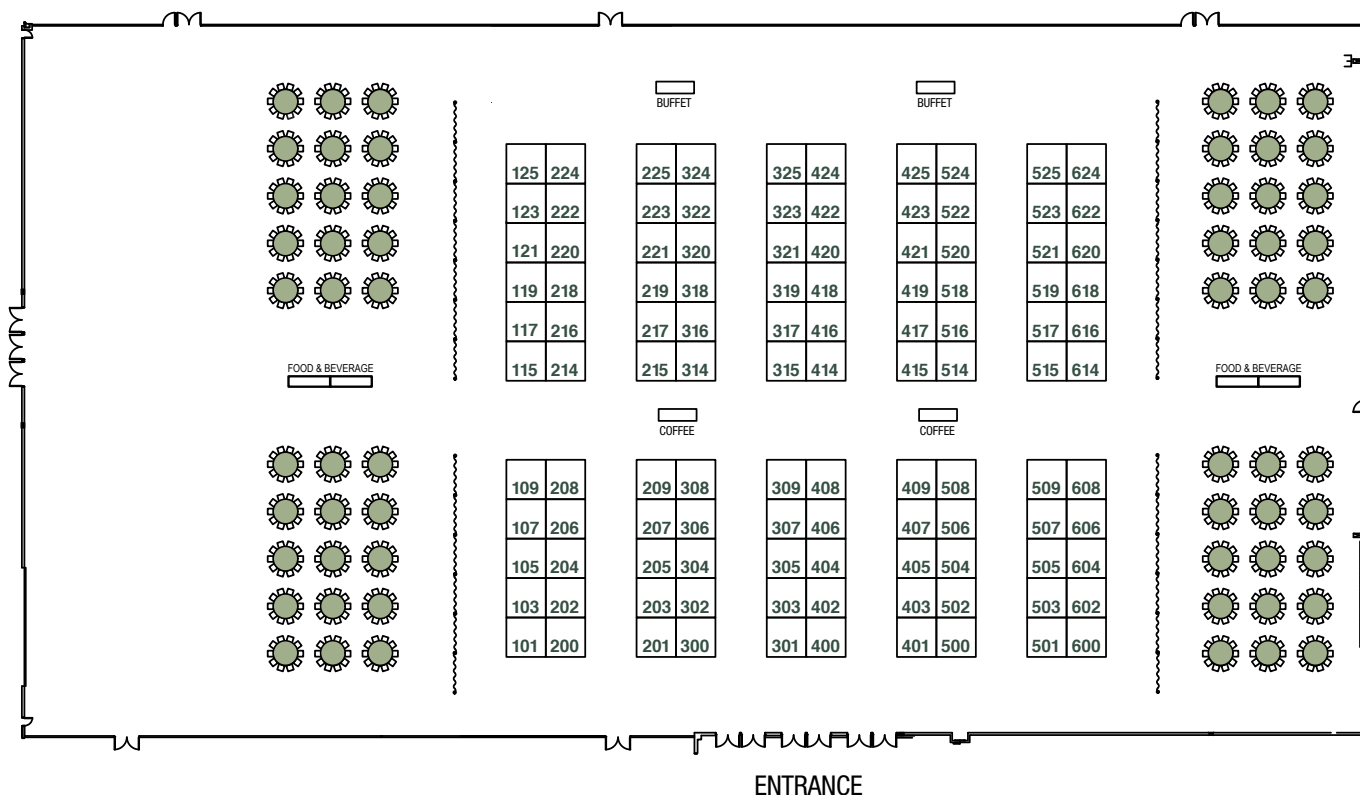 BUFFET BUFFET
125 224 225 324 325 424 425 524 525 624
123 222 223 322 323 422 423 522 523 622
121 220 221 320 321 420 421 520 521 620
119 218 219 318 319 418 419 518 519 618
117 216 217 316 317 416 417 516 517 616
FOOD & BEVERAGE 115 214 215 314 315 414 415 514 515 614 FOOD & BEVERAGE
COFFEE COFFEE
109 208 209 308 309 408 409 508 509 608
107 206 207 306 307 406 407 506 507 606
105 204 205 304 305 404 405 504 505 604
103 202 203 302 303 402 403 502 503 602
101 200 201 300 301 400 401 500 501 600
ENTRANCE